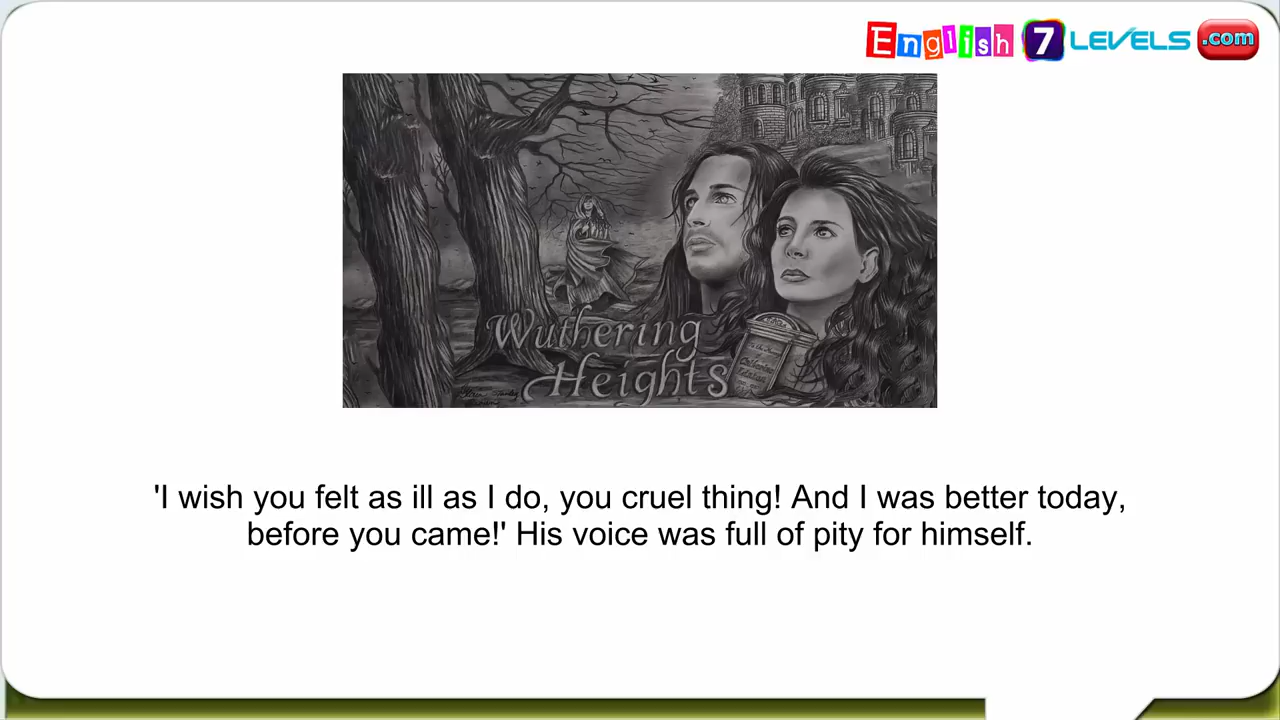 English 7 LEVELS .com
Wuthering
Heights
'I wish you felt as ill as I do, you cruel thing! And I was better today,
before you came!' His voice was full of pity for himself.